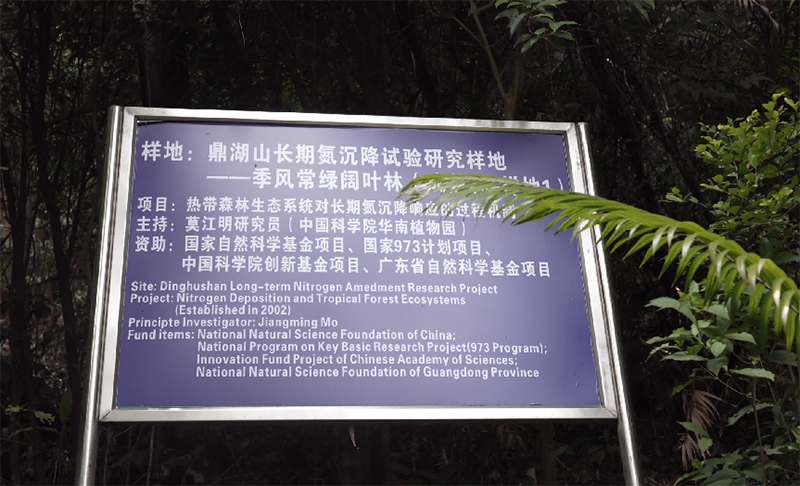 样地：鼎湖山长期氮沉降试验研究样地
——季风常绿阔叶林（
项目：热带森林生态系统对长期氮沉降响应的过程机制
主持：莫江明研究员（中国科学院华南植物园）
资助：国家自然科学基金项目、国家973计划项目、
中国科学院创新基金项目、广东省自然科学基金项目
Site: Dinghushan Long-term Nitrogen Amedment Research Project
Project: Nitrogen Deposition and Tropical Forest Ecosystems
(Established in 2002)
Principte Investigator: Jiangming Mo
Fund items: National Natural Science Foundation of China;
National Program on Key Basic Research Project(973 Program);
Innovation Fund Project of Chinese Academy of Sciences;
National Natural Science Foundation of Guangdong Province